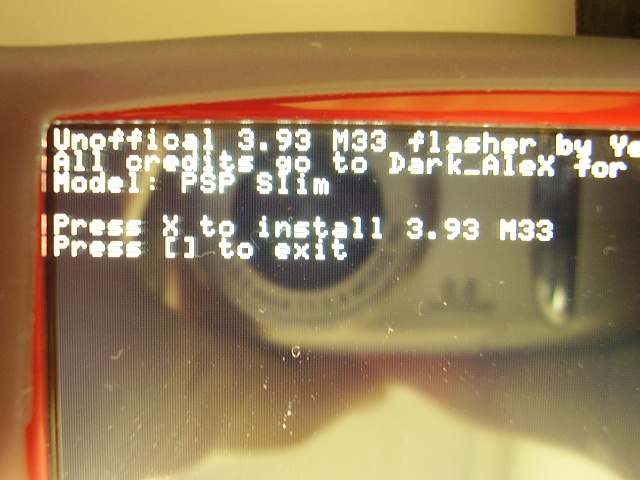 Unoffical 3.93 M33 flasher by Ye
All credits go to Dark_AleX for
Model: PSP Slim
Press X to install 3.93 M33
Press [] to exit